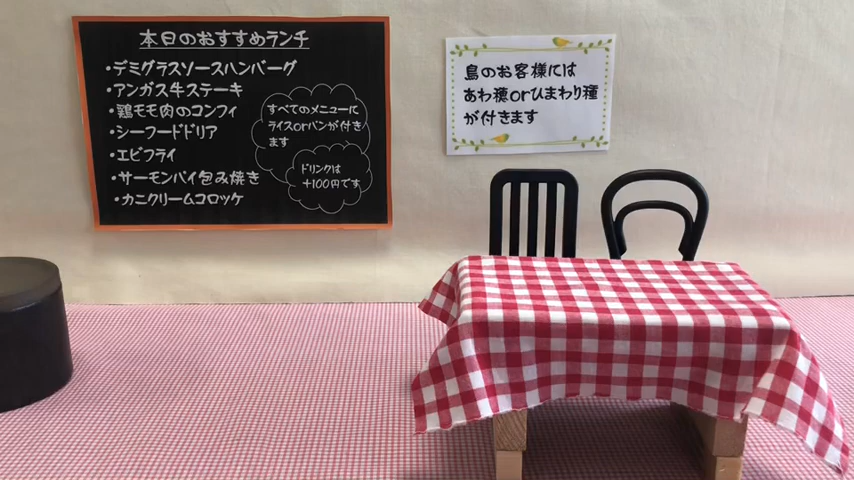 本日のおすすめランチ
・デミグラスソースハンバーグ
・アンガス牛ステーキ
・鶏モモ肉のコンフィ
・シーフードドリア
・エビフライ
・サーモンパイ包み焼き
・カニクリームコロッケ
すべてのメニューに
ライスorパンが付き
ます
ドリンクは
+100円です
鳥のお客様には
あわ穂orひまわり種
が付きます